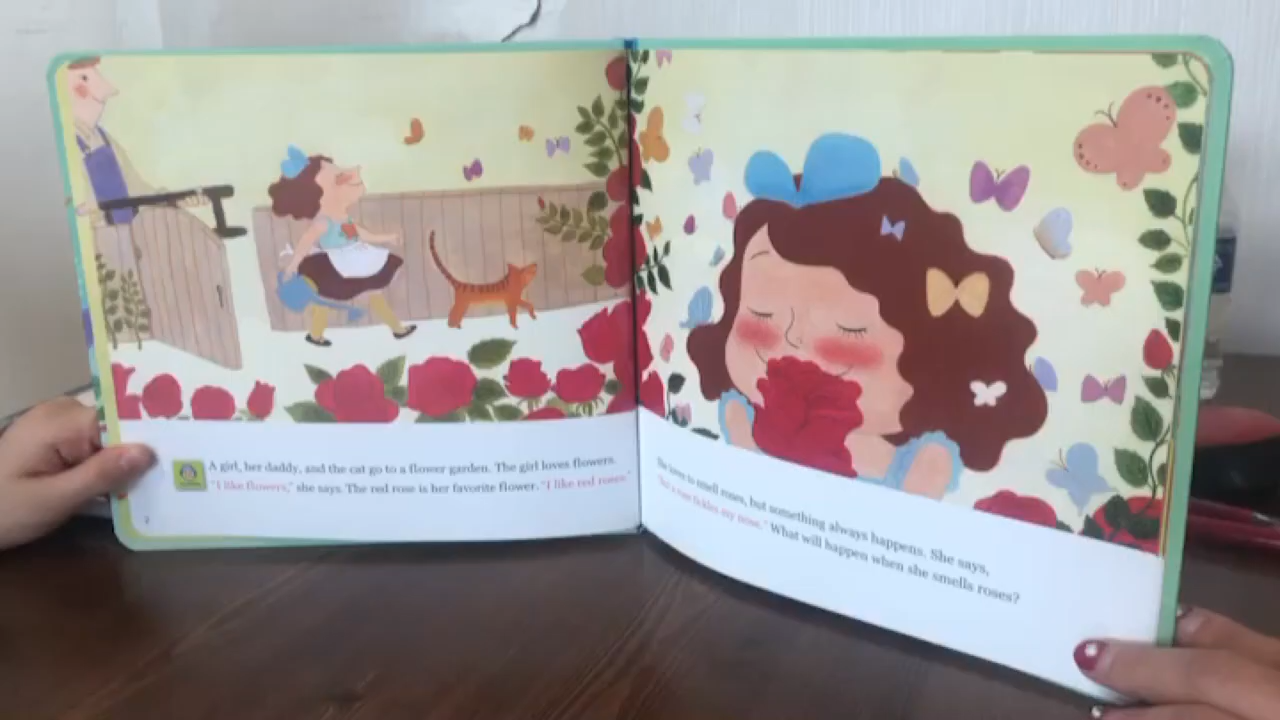 A girl, her daddy, and the cat go to a flower garden. The girl loves flowers.
"I like flowers," she says. The red rose is her favorite flower. "I like red roses."
2
She loves to smell roses, but something always happens. She says,
"But a rose tickles my nose." What will happen when she smells roses?